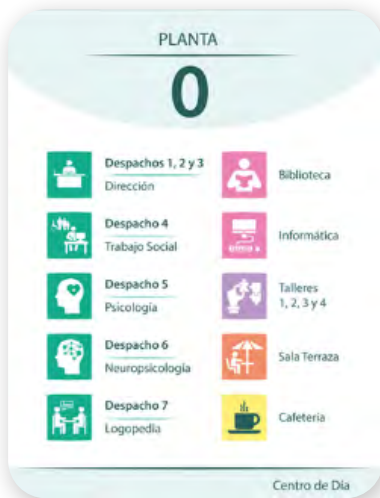 PLANTA
0
Despachos 1, 2 y 3
Dirección
Despacho 4
Trabajo Social
Despacho 5
Psicología
Despacho 6
Neuropsicología
Despacho 7
Logopedia
Biblioteca
Informática
Talleres
1, 2, 3 y 4
Sala Terraza
Cafetería
Centro de Día